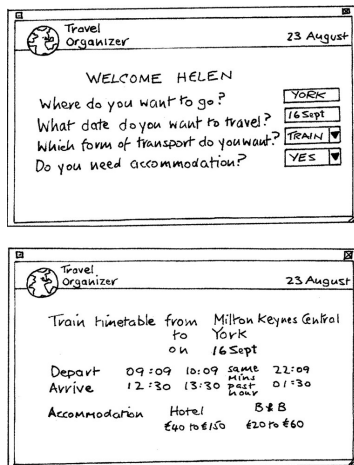 Travel
Organizer
23 August
WELCOME HELEN
Where do you want to go? YORK
What date do you want to travel? 16 Sept
Which form of transport do you want? TRAIN
Do you need accommodation? YES
Travel
Organizer
23 August
Train timetable from Milton Keynes Central
to York
on 16 Sept
Depart 09:09 10:09 same 22:09
mins
Arrive 12:30 13:30 past 01:30
hour
Accommodation Hotel B & B
£40 to £150 £20 to £60